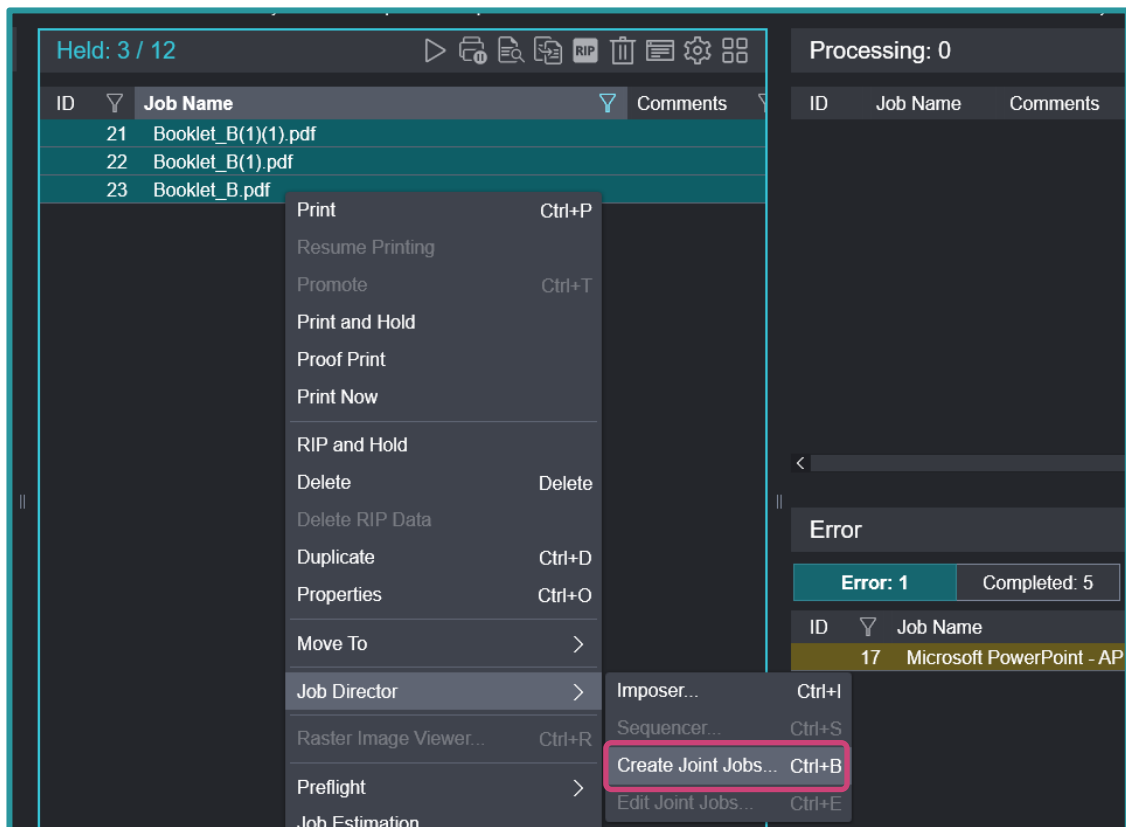 Held: 3 / 12
RIP
ID Job Name Comments
21 Booklet_B(1)(1).pdf
22 Booklet_B(1).pdf
23 Booklet_B.pdf
Print Ctrl+P
Resume Printing
Promote Ctrl+T
Print and Hold
Proof Print
Print Now
RIP and Hold
Delete Delete
Delete RIP Data
Duplicate Ctrl+D
Properties Ctrl+O
Move To
Job Director
Raster Image Viewer... Ctrl+R
Preflight
Job Estimation
Imposer... Ctrl+I
Sequencer... Ctrl+S
Create Joint Jobs... Ctrl+B
Edit Joint Jobs... Ctrl+E
Processing: 0
ID Job Name Comments
Error
Error: 1 Completed: 5
ID Job Name
17 Microsoft PowerPoint - AP